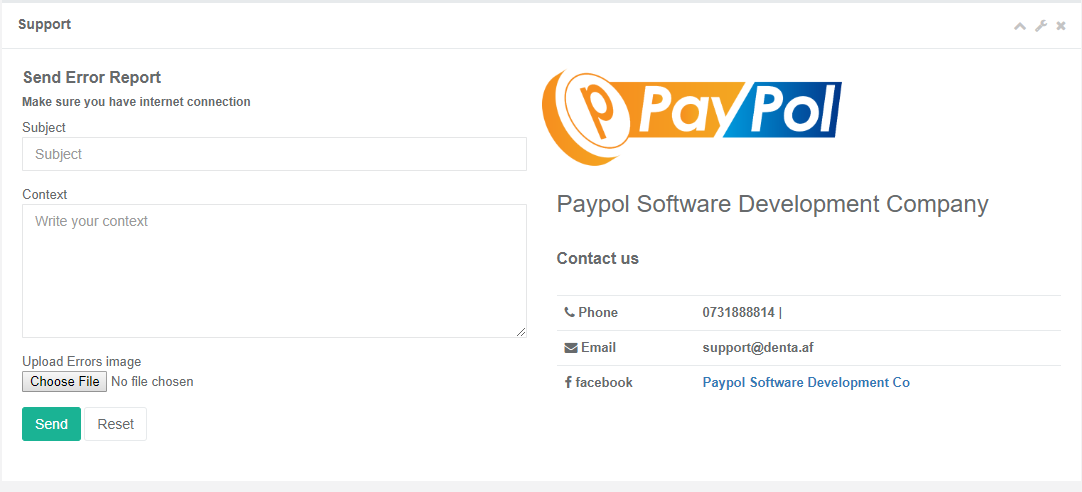 Support
Send Error Report
Make sure you have internet connection
Subject
Subject
Context
Write your context
Upload Errors image
Choose File No file chosen
Send Reset
p PayPol
Paypol Software Development Company
Contact us
Phone 0731888814 |
Email support@denta.af
facebook Paypol Software Development Co